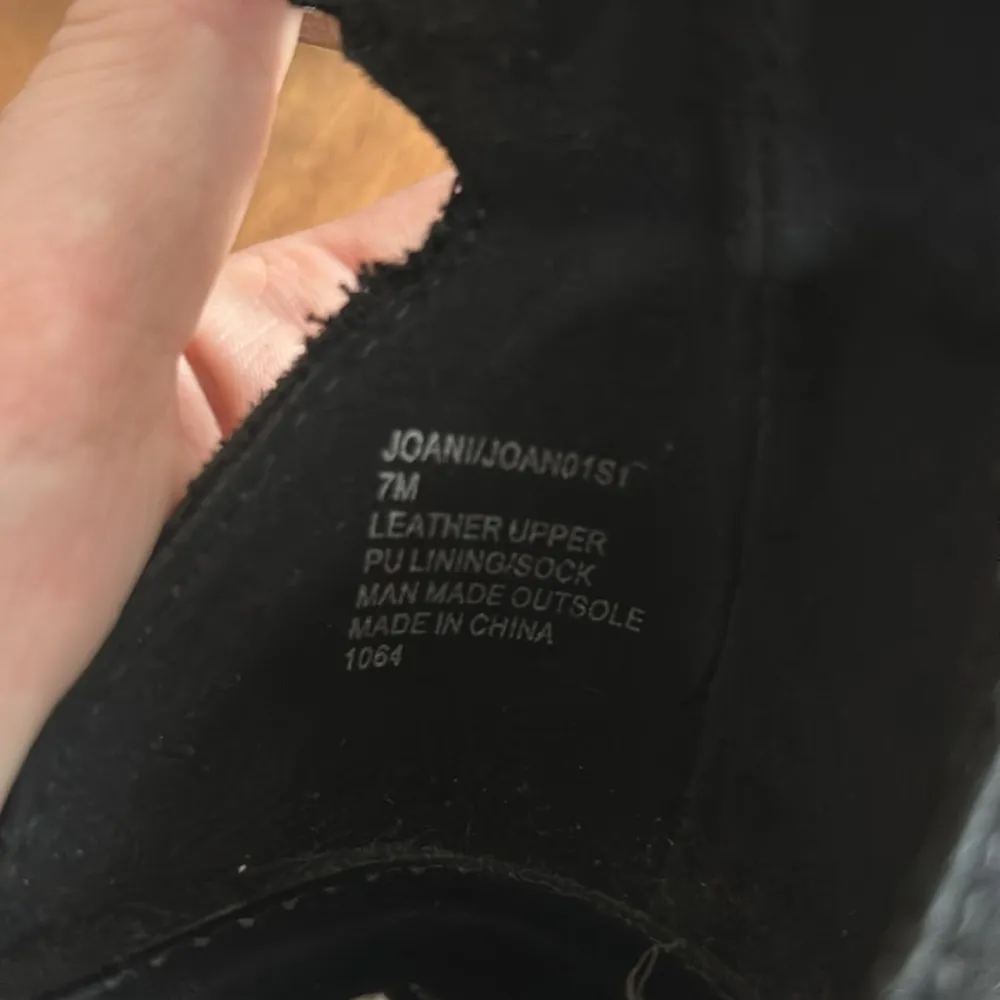 JOANI/JOAN01S1
7M
LEATHER UPPER
PU LINING/SOCK
MAN MADE OUTSOLE
MADE IN CHINA
1064